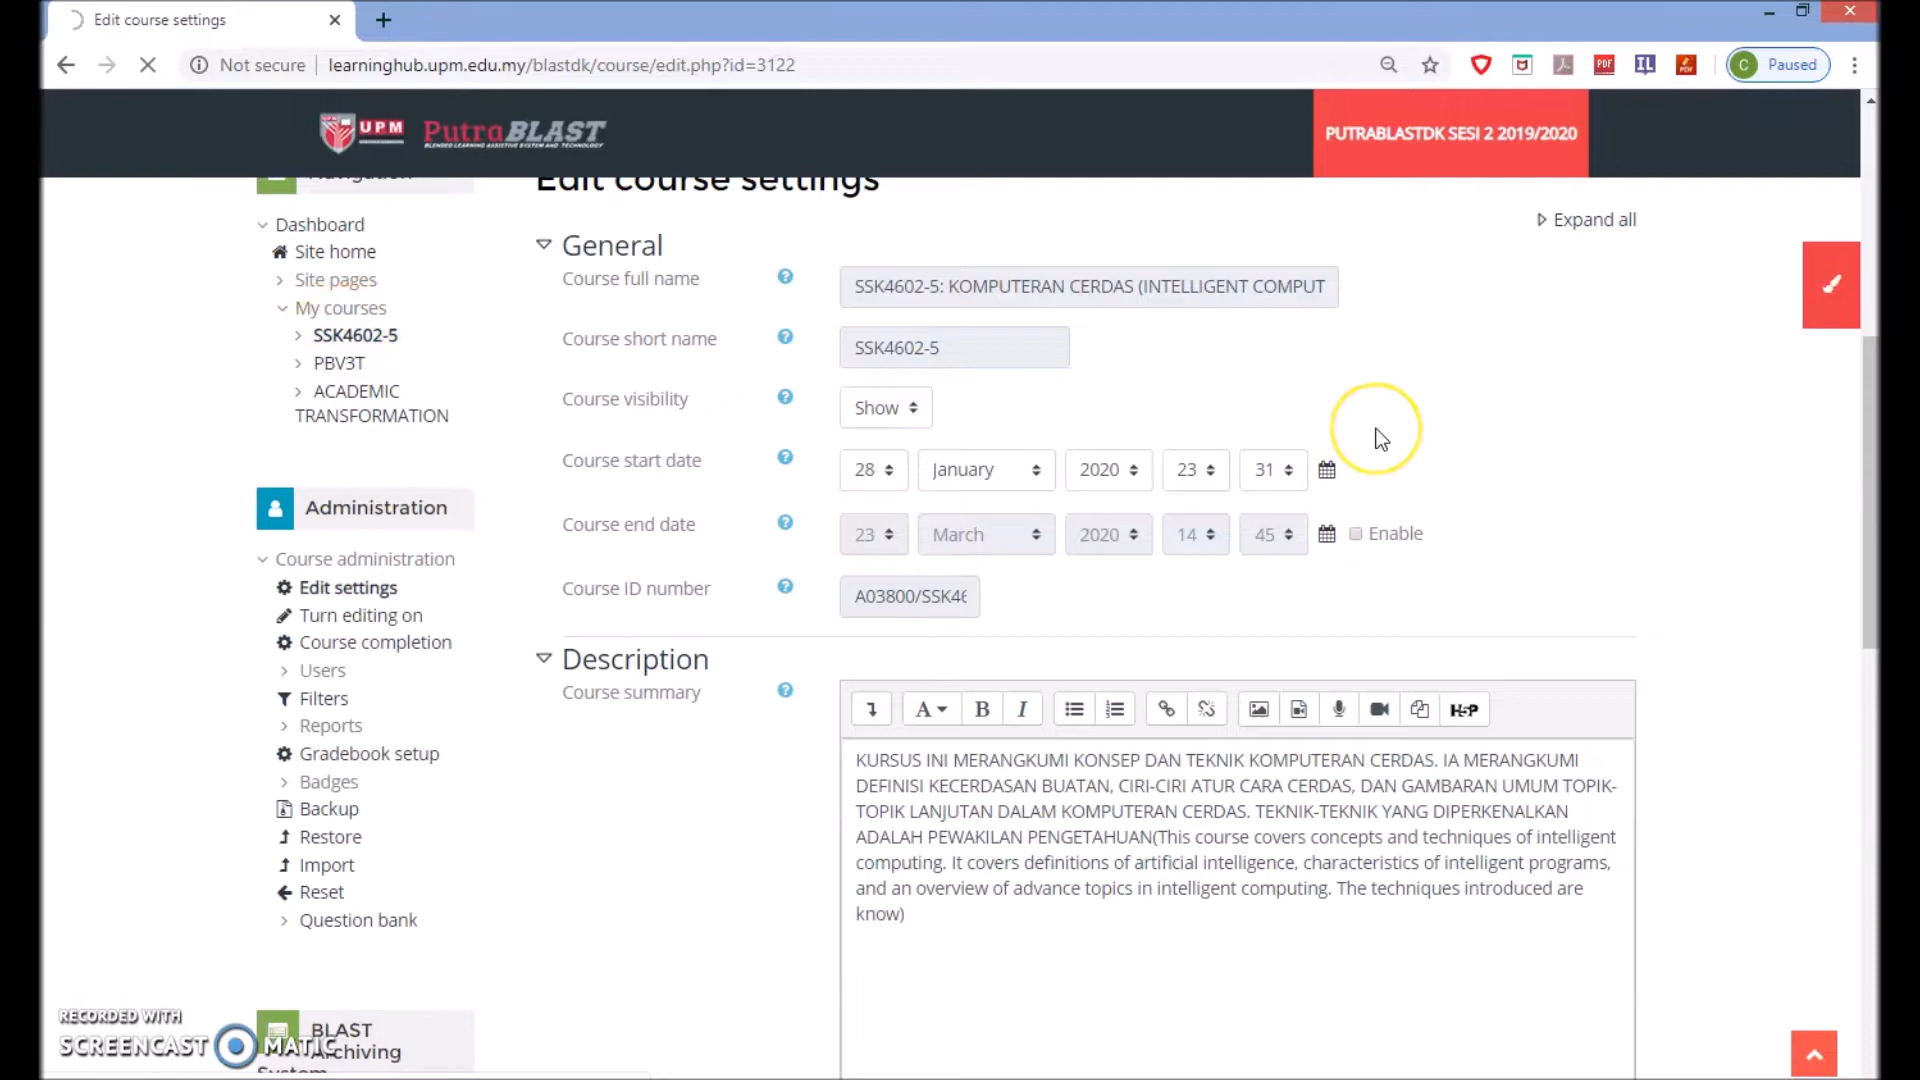 Edit course settings
Not secure
learninghub.upm.edu.my/blastdk/course/edit.php?id=3122
PDF
IL
C
Paused
UPM
PutraBLAST
BLENDED LEARNING ASSISTIVE SYSTEM AND TECHNOLOGY
PUTRABLASTDK SESI 2 2019/2020
Navigation
Edit course settings
Dashboard
Site home
Site pages
My courses
SSK4602-5
PBV3T
ACADEMIC
TRANSFORMATION
Administration
Course administration
Edit settings
Turn editing on
Course completion
Users
Filters
Reports
Gradebook setup
Badges
Backup
Restore
Import
Reset
Question bank
BLAST
Archiving
System
Expand all
General
Course full name
SSK4602-5: KOMPUTERAN CERDAS (INTELLIGENT COMPUT
Course short name
SSK4602-5
Course visibility
Show
Course start date
28 January 2020 23 31
Course end date
23 March 2020 14 45 Enable
Course ID number
A03800/SSK46
Description
Course summary
A B I H5P
KURSUS INI MERANGKUMI KONSEP DAN TEKNIK KOMPUTERAN CERDAS. IA MERANGKUMI
DEFINISI KECERDASAN BUATAN, CIRI-CIRI ATUR CARA CERDAS, DAN GAMBARAN UMUM TOPIK-
TOPIK LANJUTAN DALAM KOMPUTERAN CERDAS. TEKNIK-TEKNIK YANG DIPERKENALKAN
ADALAH PEWAKILAN PENGETAHUAN(This course covers concepts and techniques of intelligent
computing. It covers definitions of artificial intelligence, characteristics of intelligent programs,
and an overview of advance topics in intelligent computing. The techniques introduced are
know)
RECORDED WITH
SCREENCAST MATIC